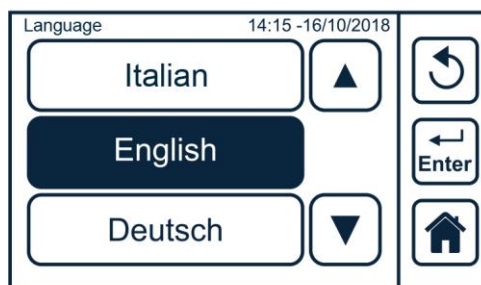 Language 14:15 -16/10/2018
Italian
English
Enter
Deutsch